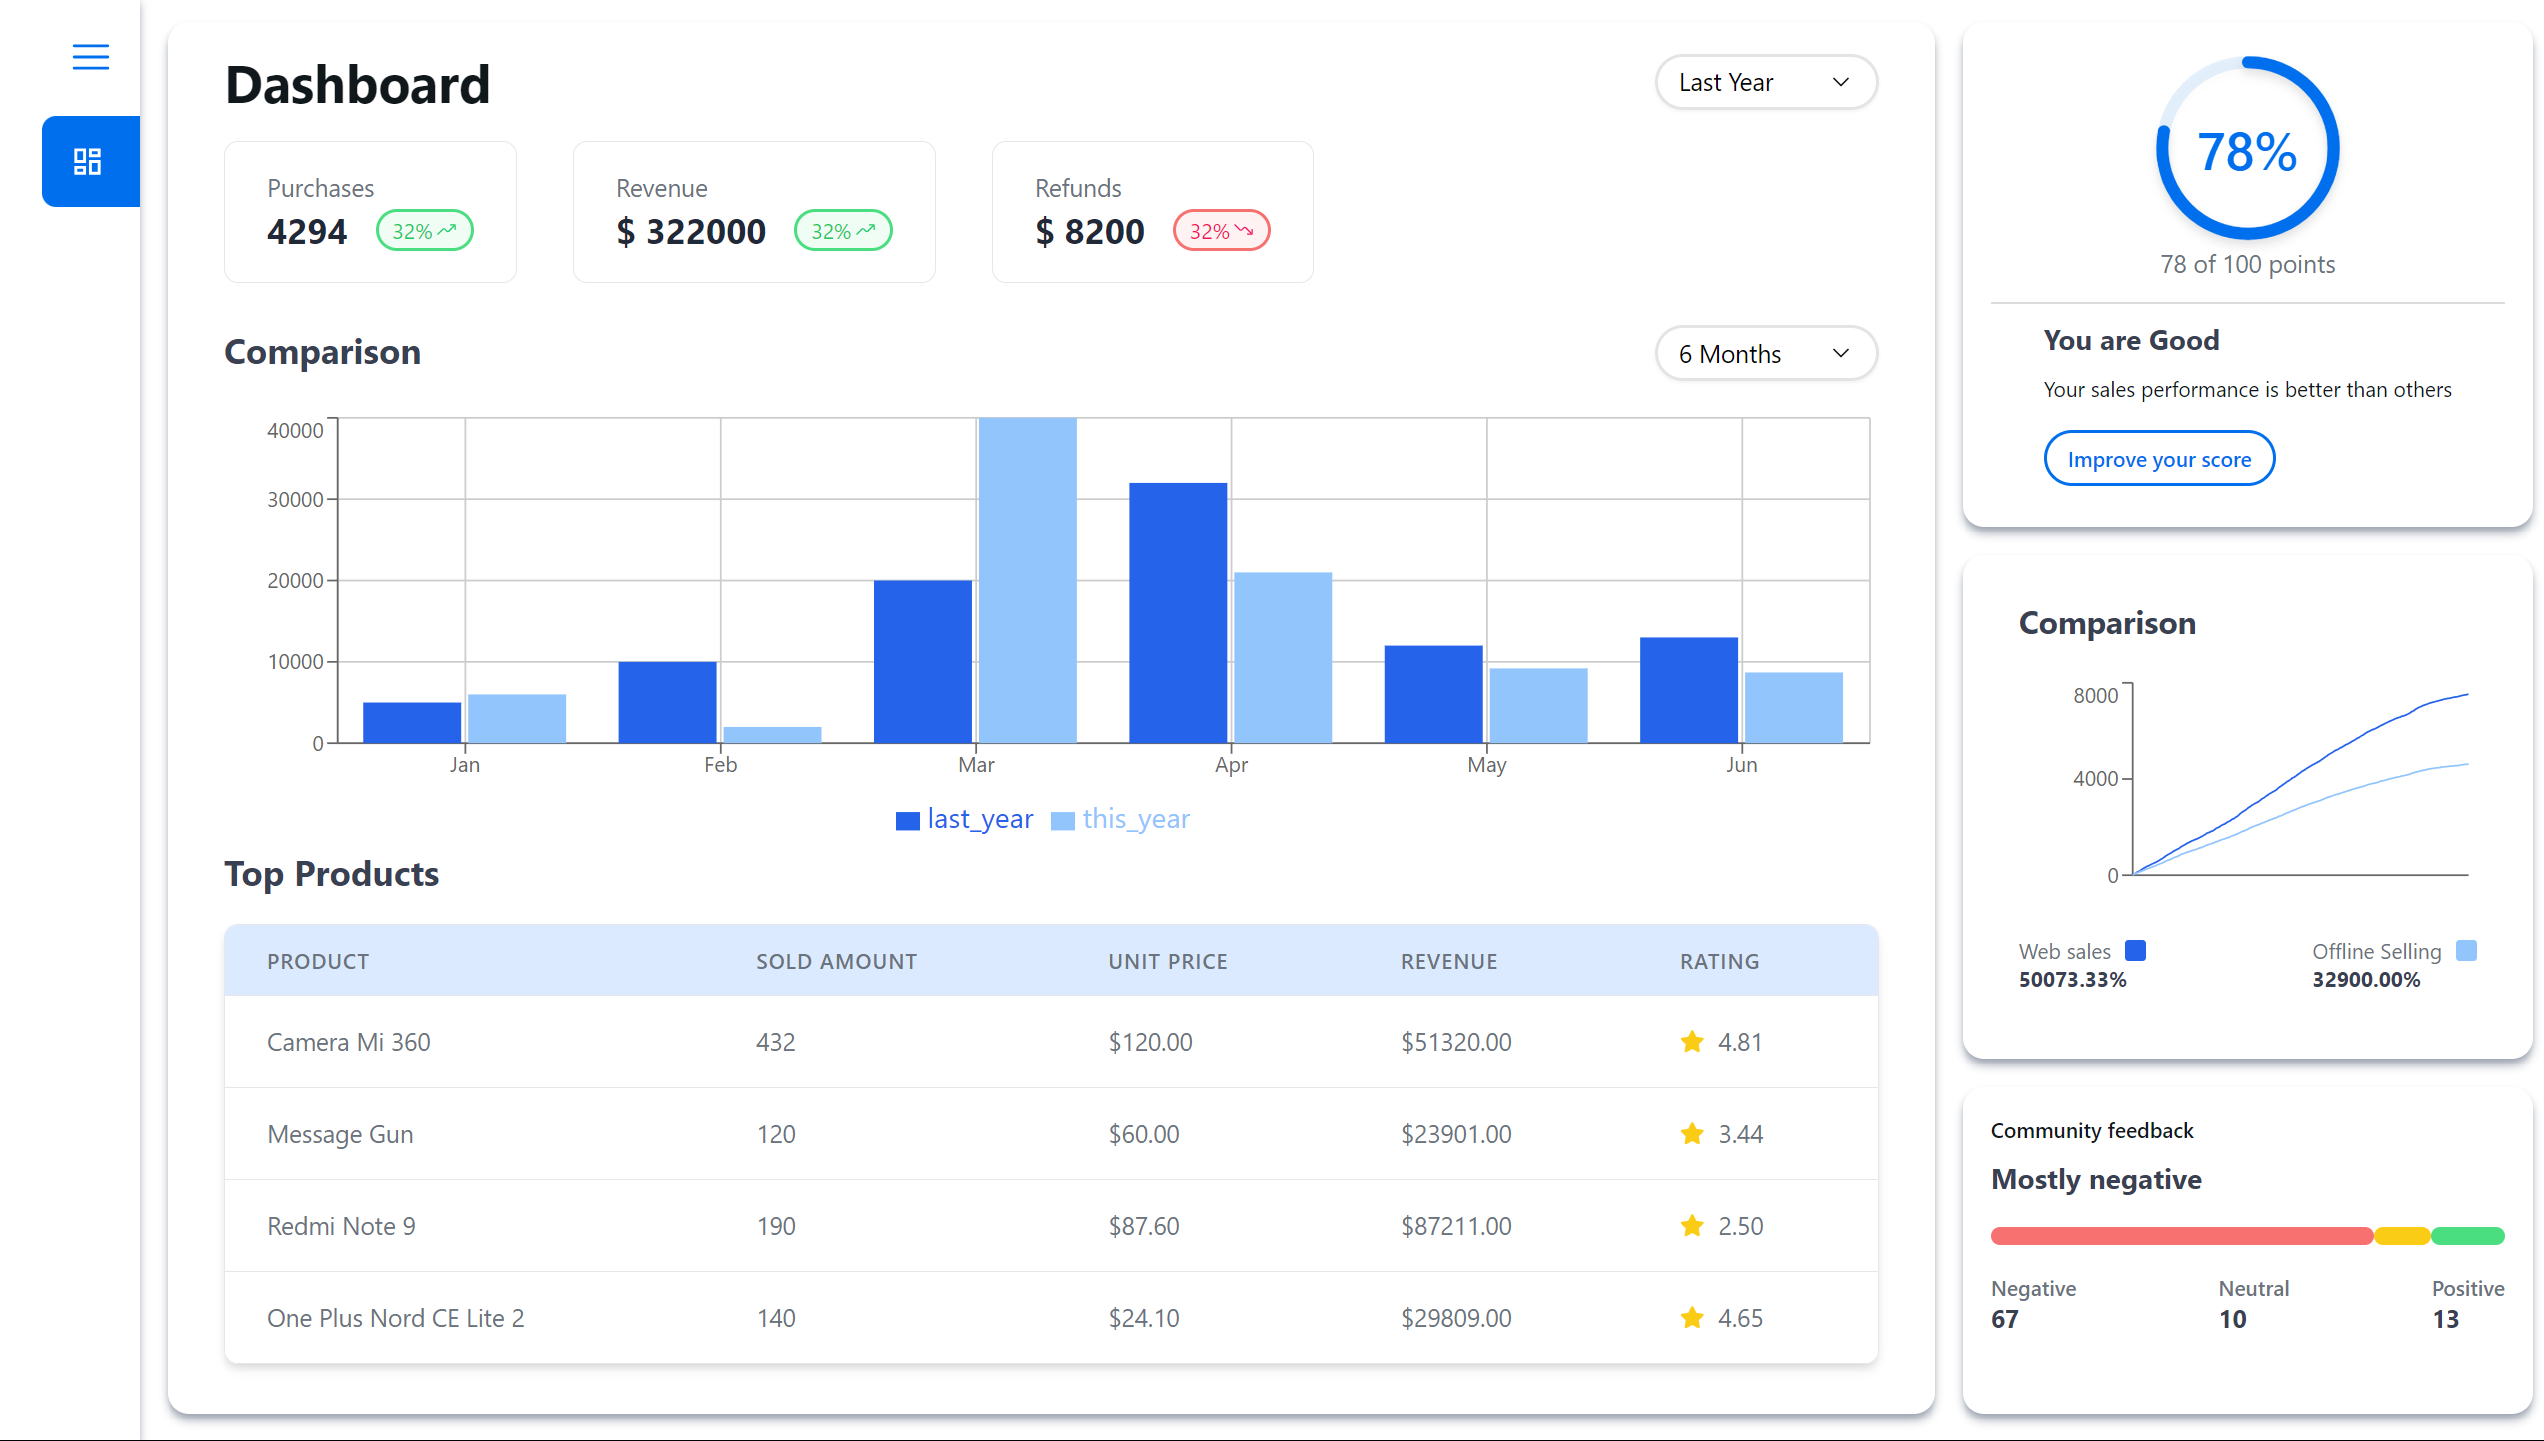 Dashboard
Last Year
Purchases
4294 32%
Revenue
$ 322000 32%
Refunds
$ 8200 32%
Comparison
6 Months
40000
30000
20000
10000
0
Jan Feb Mar Apr May Jun
last_year this_year
Top Products
PRODUCT SOLD AMOUNT UNIT PRICE REVENUE RATING
Camera Mi 360 432 $120.00 $51320.00 4.81
Message Gun 120 $60.00 $23901.00 3.44
Redmi Note 9 190 $87.60 $87211.00 2.50
One Plus Nord CE Lite 2 140 $24.10 $29809.00 4.65
78%
78 of 100 points
You are Good
Your sales performance is better than others
Improve your score
Comparison
8000
4000
0
Web sales
50073.33%
Offline Selling
32900.00%
Community feedback
Mostly negative
Negative Neutral Positive
67 10 13